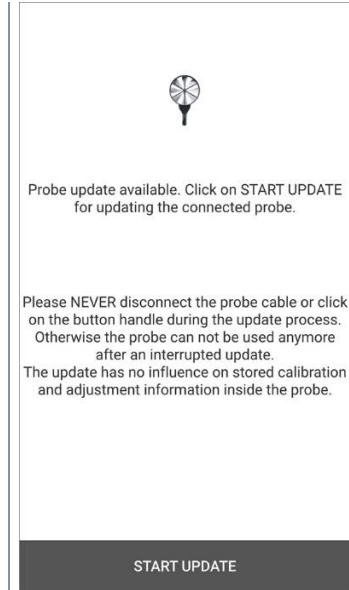 Probe update available. Click on START UPDATE
for updating the connected probe.
Please NEVER disconnect the probe cable or click
on the button handle during the update process.
Otherwise the probe can not be used anymore
after an interrupted update.
The update has no influence on stored calibration
and adjustment information inside the probe.
START UPDATE